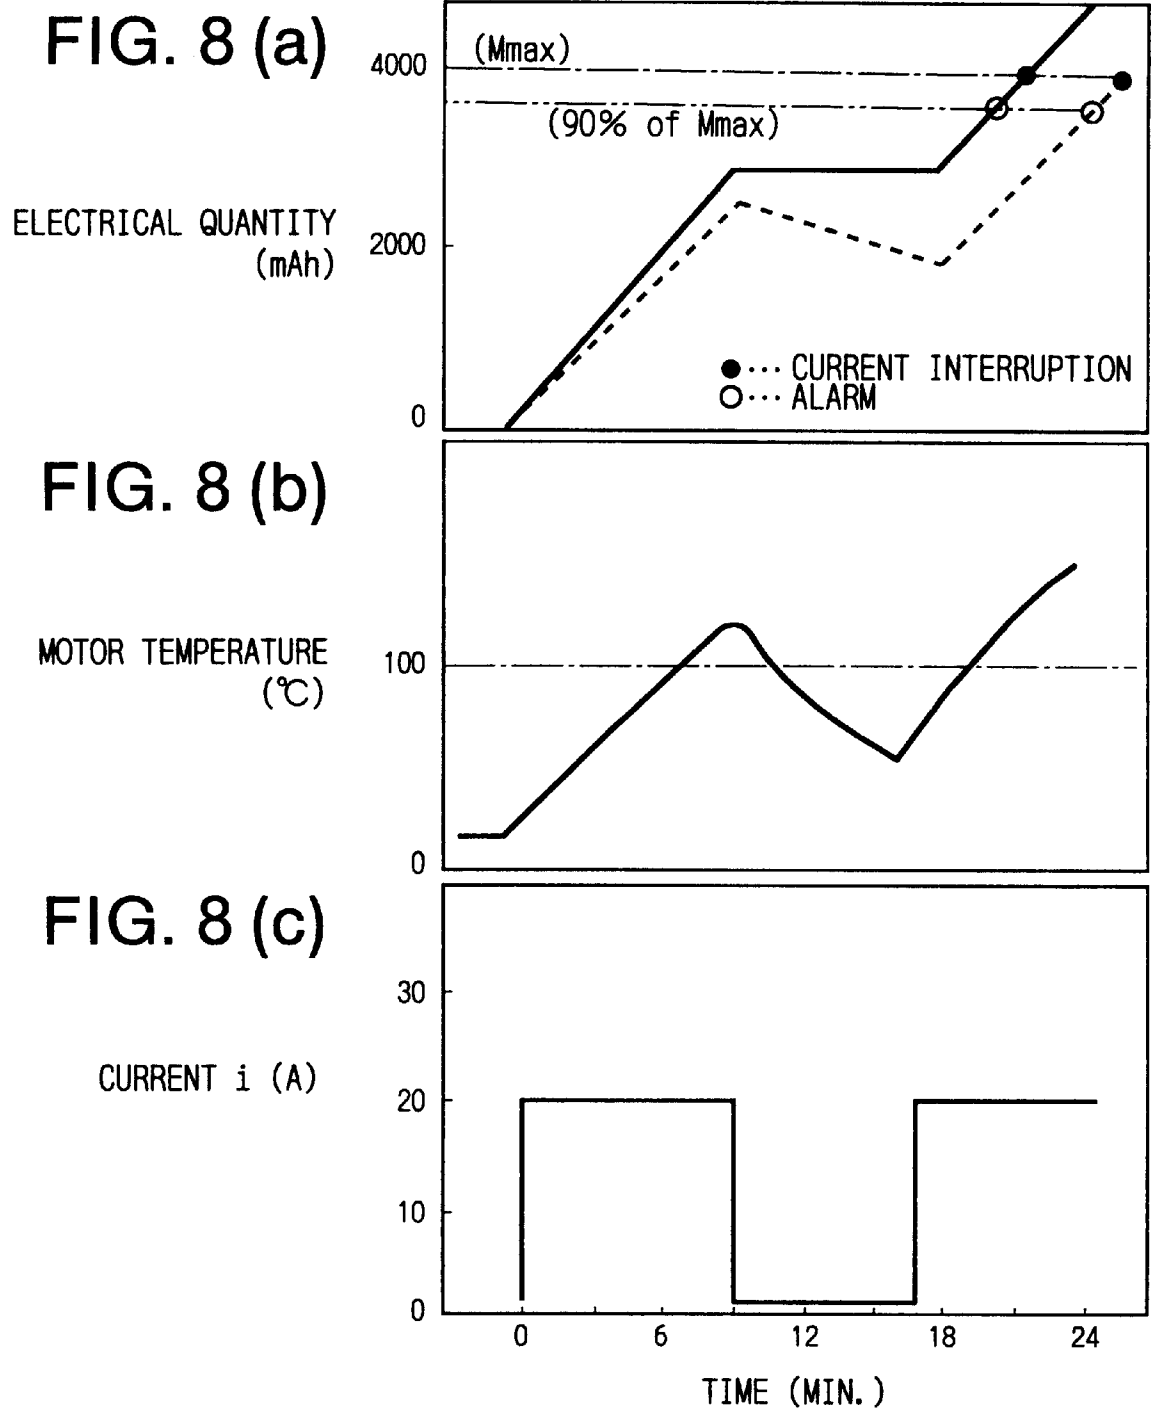 FIG. 8 (a)
4000
(Mmax)
(90% of Mmax)
ELECTRICAL QUANTITY
(mAh)
2000
● ··· CURRENT INTERRUPTION
○ ··· ALARM
0
FIG. 8 (b)
MOTOR TEMPERATURE
(℃)
100
0
FIG. 8 (c)
30
CURRENT i (A)
20
10
0
0 6 12 18 24
TIME (MIN.)